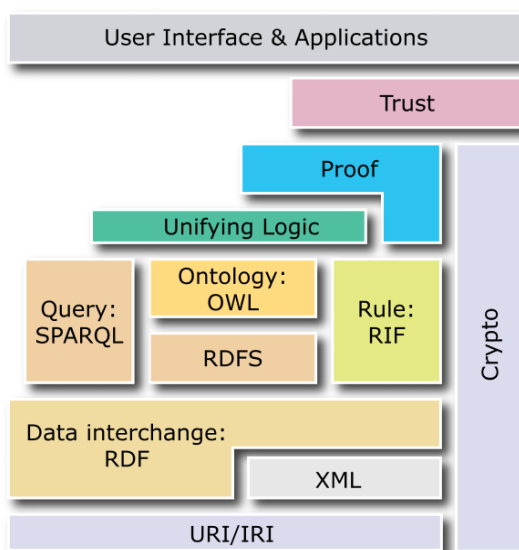 User Interface & Applications
Trust
Proof
Unifying Logic
Query:
SPARQL
Ontology:
OWL
RDFS
Rule:
RIF
Crypto
Data interchange:
RDF
XML
URI/IRI